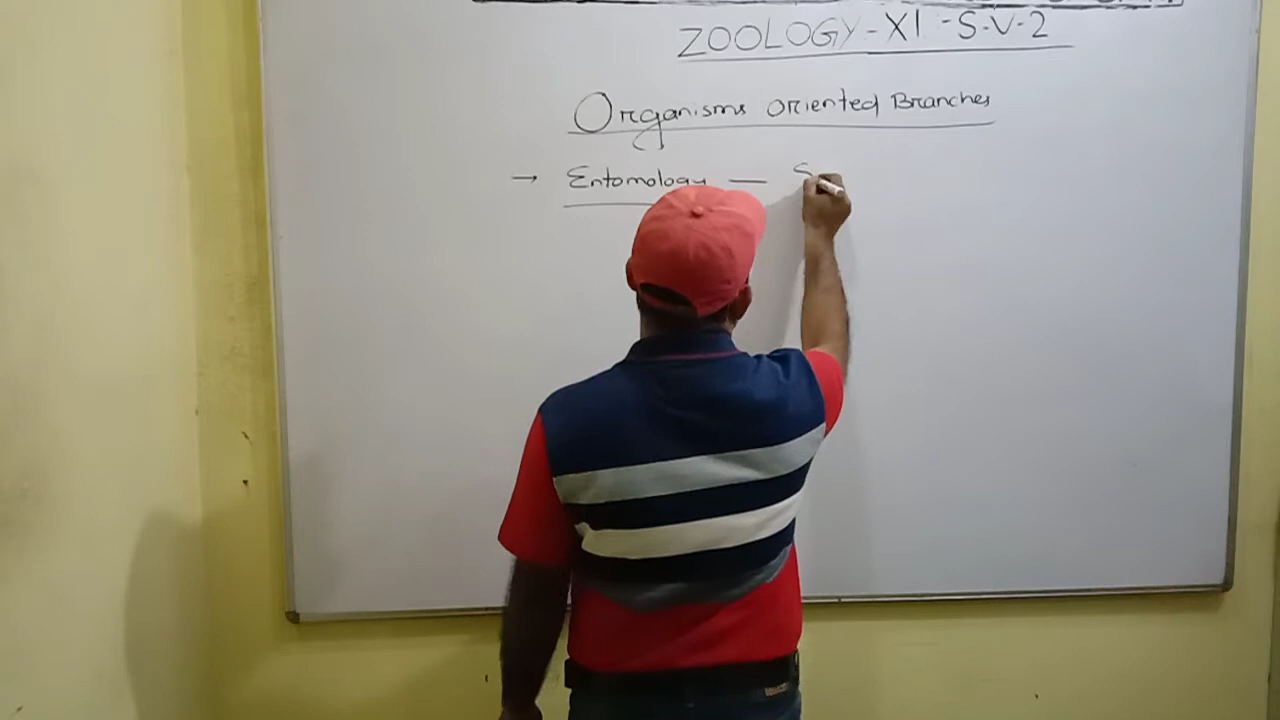 ZOOLOGY-XI-S.V-2
Organisms oriented Branches
→ Entomology — S